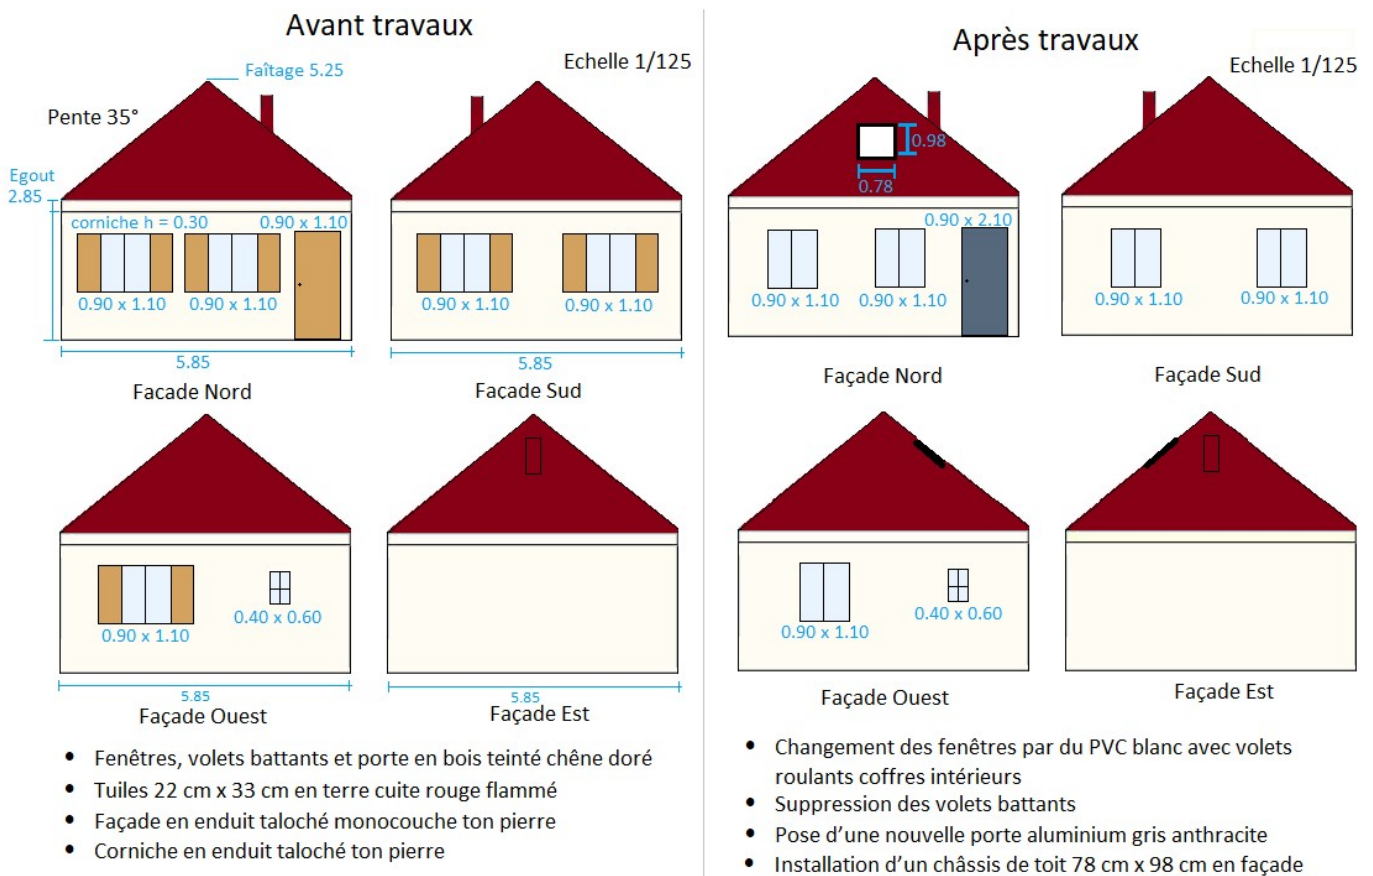 Avant travaux
Echelle 1/125
Faîtage 5.25
Pente 35°
Egout
2.85
corniche h = 0.30
0.90 x 1.10
0.90 x 1.10
0.90 x 1.10
0.90 x 1.10
0.90 x 1.10
5.85
5.85
Facade Nord
Façade Sud
0.90 x 1.10
0.40 x 0.60
5.85
5.85
Façade Ouest
Façade Est
• Fenêtres, volets battants et porte en bois teinté chêne doré
• Tuiles 22 cm x 33 cm en terre cuite rouge flammé
• Façade en enduit taloché monocouche ton pierre
• Corniche en enduit taloché ton pierre
Après travaux
Echelle 1/125
0.98
0.78
0.90 x 2.10
0.90 x 1.10
0.90 x 1.10
0.90 x 1.10
0.90 x 1.10
Façade Nord
Façade Sud
0.90 x 1.10
0.40 x 0.60
Façade Ouest
Façade Est
• Changement des fenêtres par du PVC blanc avec volets
roulants coffres intérieurs
• Suppression des volets battants
• Pose d'une nouvelle porte aluminium gris anthracite
• Installation d'un châssis de toit 78 cm x 98 cm en façade